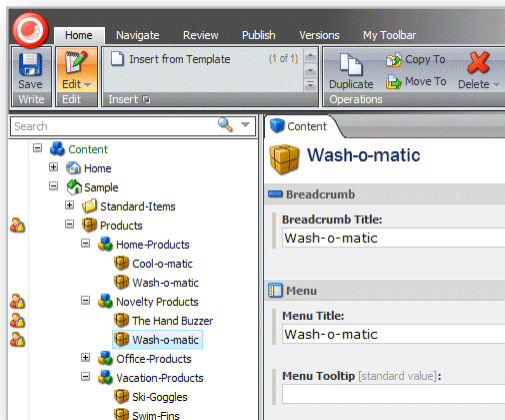 Home Navigate Review Publish Versions My Toolbar
Save
Write
Edit
Edit
Insert from Template (1 of 1)
Insert
Duplicate
Copy To
Move To
Delete
Operations
Search
Content
Home
Sample
Standard-Items
Products
Home-Products
Cool-o-matic
Wash-o-matic
Novelty Products
The Hand Buzzer
Wash-o-matic
Office-Products
Vacation-Products
Ski-Goggles
Swim-Fins
Content
Wash-o-matic
Breadcrumb
Breadcrumb Title:
Wash-o-matic
Menu
Menu Title:
Wash-o-matic
Menu Tooltip [standard value]: